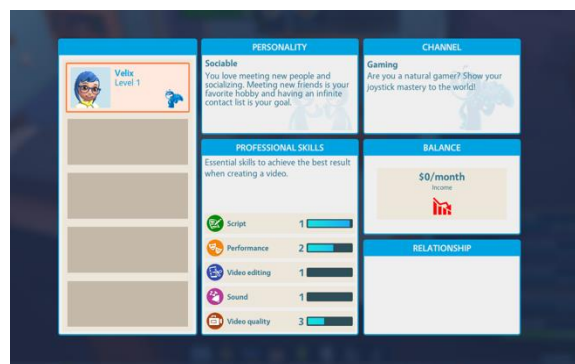 Velix
Level 1
PERSONALITY
Sociable
You love meeting new people and
socializing. Meeting new friends is your
favorite hobby and having an infinite
contact list is your goal.
CHANNEL
Gaming
Are you a natural gamer? Show your
joystick mastery to the world!
PROFESSIONAL SKILLS
Essential skills to achieve the best result
when creating a video.
Script 1
Performance 2
Video editing 1
Sound 1
Video quality 3
BALANCE
$0/month
Income
RELATIONSHIP